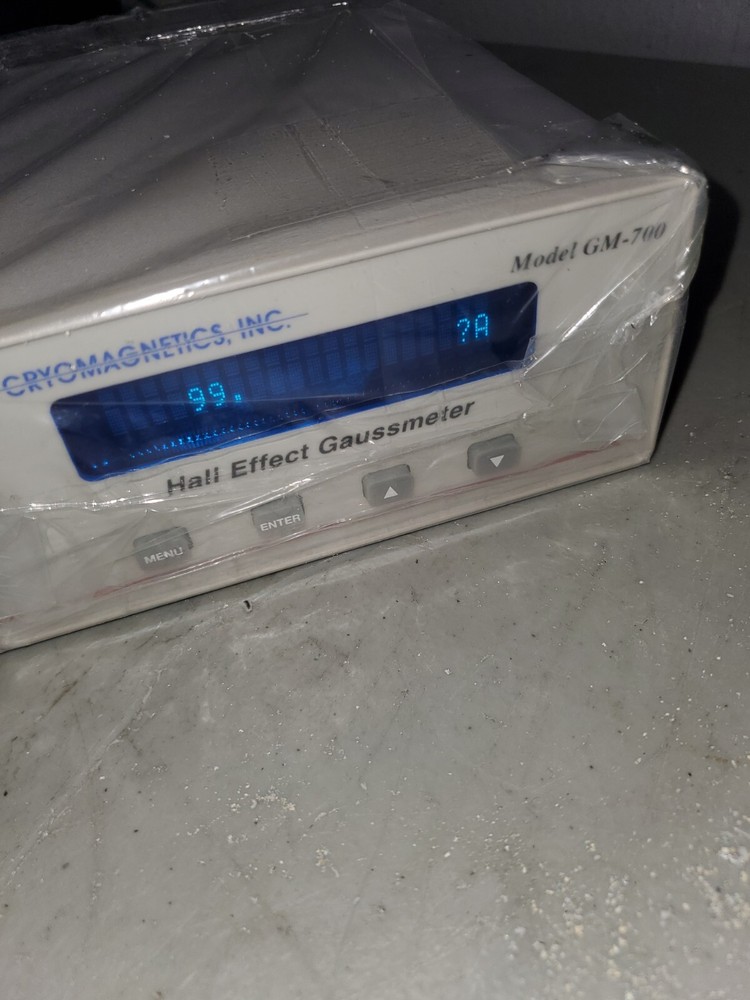 Model GM-700
CRYOMAGNETICS, INC.
99. ?A
Hall Effect Gaussmeter
MENU ENTER ▲ ▼